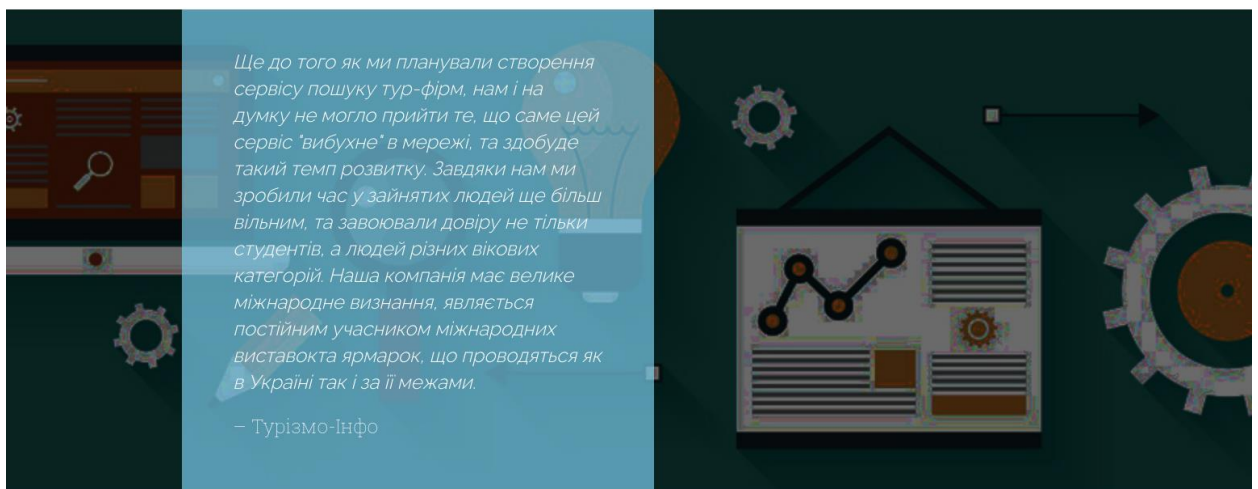 Ще до того як ми планували створення
сервісу пошуку тур-фірм, нам і на
думку не могло прийти те, що саме цей
сервіс "вибухне" в мережі, та здобуде
такий темп розвитку. Завдяки нам ми
зробили час у зайнятих людей ще більш
вільним, та завоювали довіру не тільки
студентів, а людей різних вікових
категорій. Наша компанія має велике
міжнародне визнання, являється
постійним учасником міжнародних
виставокта ярмарок, що проводяться як
в Україні так і за її межами.
– Турізмо-Інфо